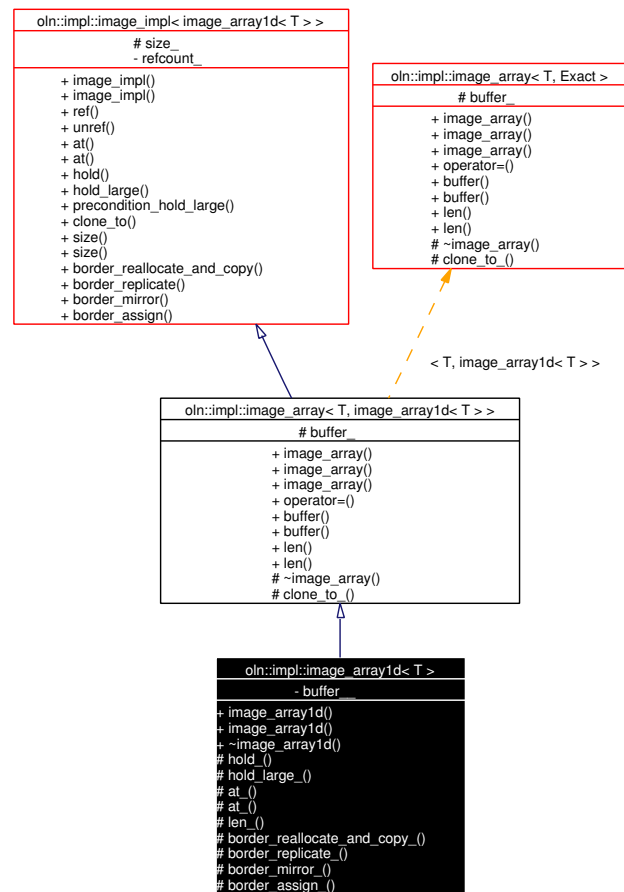 oln::impl::image_impl< image_array1d< T > >
# size_
- refcount_
+ image_impl()
+ image_impl()
+ ref()
+ unref()
+ at()
+ at()
+ hold()
+ hold_large()
+ precondition_hold_large()
+ clone_to()
+ size()
+ size()
+ border_reallocate_and_copy()
+ border_replicate()
+ border_mirror()
+ border_assign()
oln::impl::image_array< T, Exact >
# buffer_
+ image_array()
+ image_array()
+ image_array()
+ operator=()
+ buffer()
+ buffer()
+ len()
+ len()
# ~image_array()
# clone_to_()
< T, image_array1d< T > >
oln::impl::image_array< T, image_array1d< T > >
# buffer_
+ image_array()
+ image_array()
+ image_array()
+ operator=()
+ buffer()
+ buffer()
+ len()
+ len()
# ~image_array()
# clone_to_()
oln::impl::image_array1d< T >
- buffer__
+ image_array1d()
+ image_array1d()
+ ~image_array1d()
# hold_()
# hold_large_()
# at_()
# at_()
# len_()
# border_reallocate_and_copy_()
# border_replicate_()
# border_mirror_()
# border_assign_()